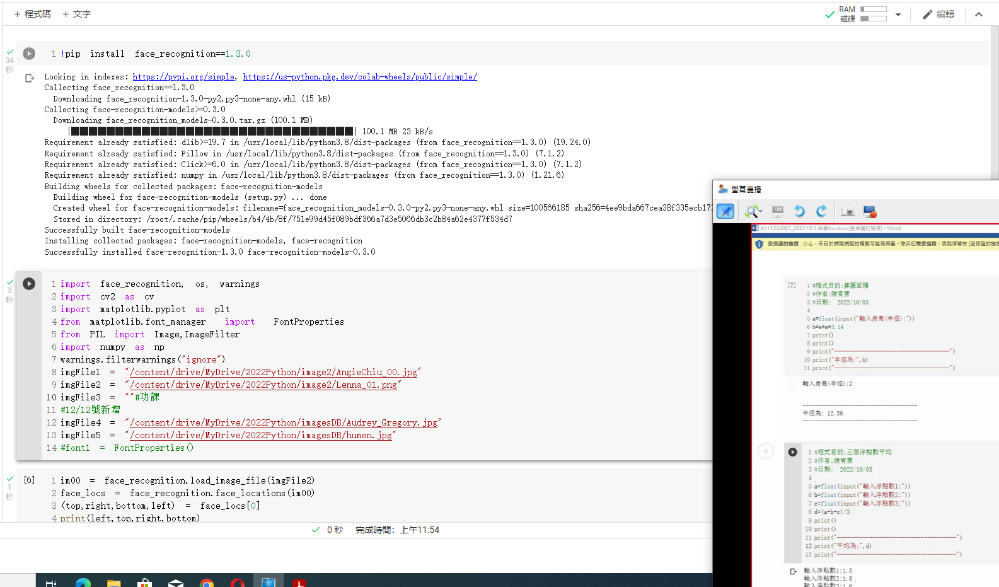 + 程式碼 + 文字
RAM
磁碟
編輯
34
秒
1 !pip install face_recognition==1.3.0
Looking in indexes: https://pypi.org/simple, https://us-python.pkg.dev/colab-wheels/public/simple/
Collecting face_recognition==1.3.0
Downloading face_recognition-1.3.0-py2.py3-none-any.whl (15 kB)
Collecting face-recognition-models>=0.3.0
Downloading face_recognition_models-0.3.0.tar.gz (100.1 MB)
100.1 MB 23 kB/s
Requirement already satisfied: dlib>=19.7 in /usr/local/lib/python3.8/dist-packages (from face_recognition==1.3.0) (19.24.0)
Requirement already satisfied: Pillow in /usr/local/lib/python3.8/dist-packages (from face_recognition==1.3.0) (7.1.2)
Requirement already satisfied: Click>=6.0 in /usr/local/lib/python3.8/dist-packages (from face_recognition==1.3.0) (7.1.2)
Requirement already satisfied: numpy in /usr/local/lib/python3.8/dist-packages (from face_recognition==1.3.0) (1.21.6)
Building wheels for collected packages: face-recognition-models
Building wheel for face-recognition-models (setup.py) ... done
Created wheel for face-recognition-models: filename=face_recognition_models-0.3.0-py2.py3-none-any.whl size=100566185 sha256=4ee9bda667cea38f335ecb172
Stored in directory: /root/.cache/pip/wheels/b4/4b/8f/751e99d45f089bdf366a7d3e5066db3c2b84a62e4377f534d7
Successfully built face-recognition-models
Installing collected packages: face-recognition-models, face-recognition
Successfully installed face-recognition-1.3.0 face-recognition-models-0.3.0
3
秒
1 import face_recognition, os, warnings
2 import cv2 as cv
3 import matplotlib.pyplot as plt
4 from matplotlib.font_manager import FontProperties
5 from PIL import Image,ImageFilter
6 import numpy as np
7 warnings.filterwarnings("ignore")
8 imgFile1 = "/content/drive/MyDrive/2022Python/image2/AngieChiu_00.jpg"
9 imgFile2 = "/content/drive/MyDrive/2022Python/image2/Lenna_01.png"
10 imgFile3 = ""#功課
11 #12/12號新增
12 imgFile4 = "/content/drive/MyDrive/2022Python/imagesDB/Audrey_Gregory.jpg"
13 imgFile5 = "/content/drive/MyDrive/2022Python/imagesDB/humen.jpg"
14 #font1 = FontProperties()
1
秒
[6]
1 im00 = face_recognition.load_image_file(imgFile2)
2 face_locs = face_recognition.face_locations(im00)
3 (top,right,bottom,left) = face_locs[0]
4 print(left,top,right,bottom)
0 秒 完成時間: 上午11:54
螢幕廣播
A111222007_2022.10.3 回家hw.docx(受保護的檢視) - Word
受保護的檢視 小心，來自於網際網路的檔案可能有病毒。除非您需要編輯，否則停留在 [受保護的檢視
[7]
1 #程式目的:算圓面積
2 #作者:陳宥
3 #日期: 2022/10/03
4
5 a=float(input("輸入身高(半徑):"))
6 b=a*a*3.14
7 print()
8 print()
9 print("-------------------------------------")
10 print("半徑為:",b)
11 print("-------------------------------------")
輸入身高(半徑):2
-------------------------------------
半徑為: 12.56
-------------------------------------
1 #程式目的:三個浮點數平均
2 #作者:陳宥
3 #日期: 2022/10/03
4
5 a=float(input("輸入浮點數1:"))
6 b=float(input("輸入浮點數2:"))
7 c=float(input("輸入浮點數3:"))
8 d=(a+b+c)/3
9 print()
10 print()
11 print("--------------------------------------")
12 print("平均為:",d)
13 print("--------------------------------------")
輸入浮點數1:1.5
輸入浮點數2:1.8
輸入浮點數3:1.6